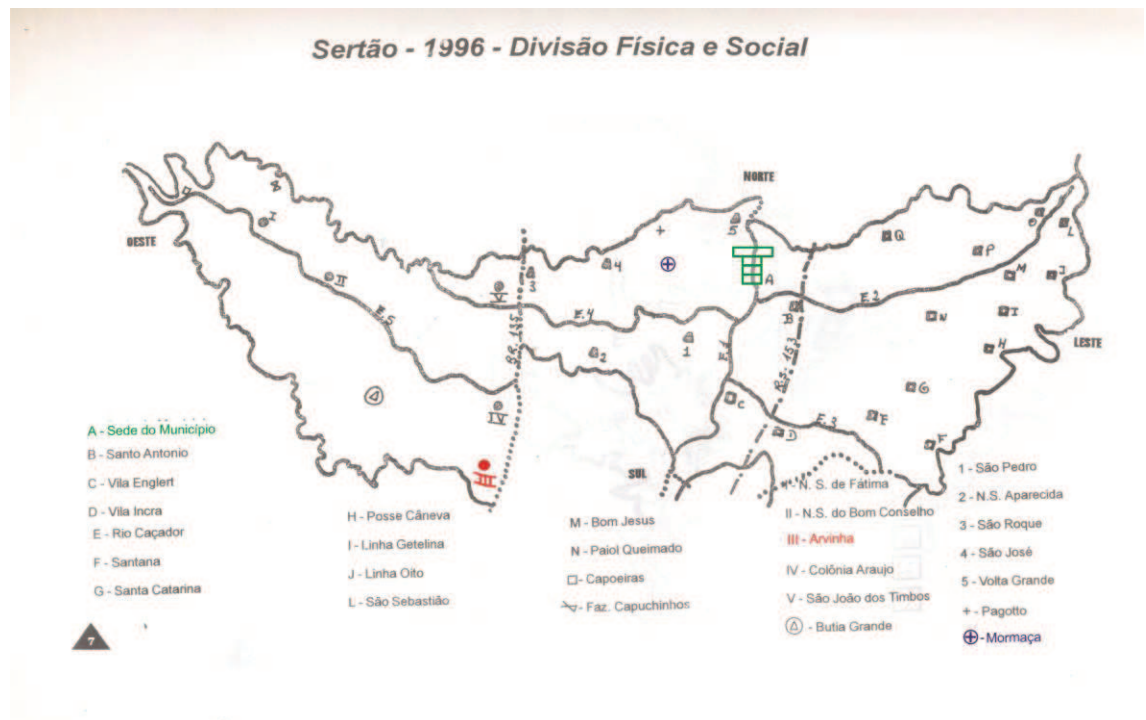 Sertão - 1996 - Divisão Física e Social
NORTE
OESTE
LESTE
SUL
8
I
II
V
3
4
5
A
Q
P
O
L
M
J
N
I
H
B
E.2
E.4
E.5
BR. 135
2
1
E.1
R.S. 153
C
D
E.3
E
G
F
IV
III
A - Sede do Município
B - Santo Antonio
C - Vila Englert
D - Vila Incra
E - Rio Caçador
F - Santana
G - Santa Catarina
H - Posse Câneva
I - Linha Getelina
J - Linha Oito
L - São Sebastião
M - Bom Jesus
N - Paiol Queimado
- Capoeiras
- Faz. Capuchinhos
I - N. S. de Fátima
II - N.S. do Bom Conselho
III - Arvinha
IV - Colônia Araujo
V - São João dos Timbos
- Butia Grande
1 - São Pedro
2 - N.S. Aparecida
3 - São Roque
4 - São José
5 - Volta Grande
+ - Pagotto
- Mormaça
7